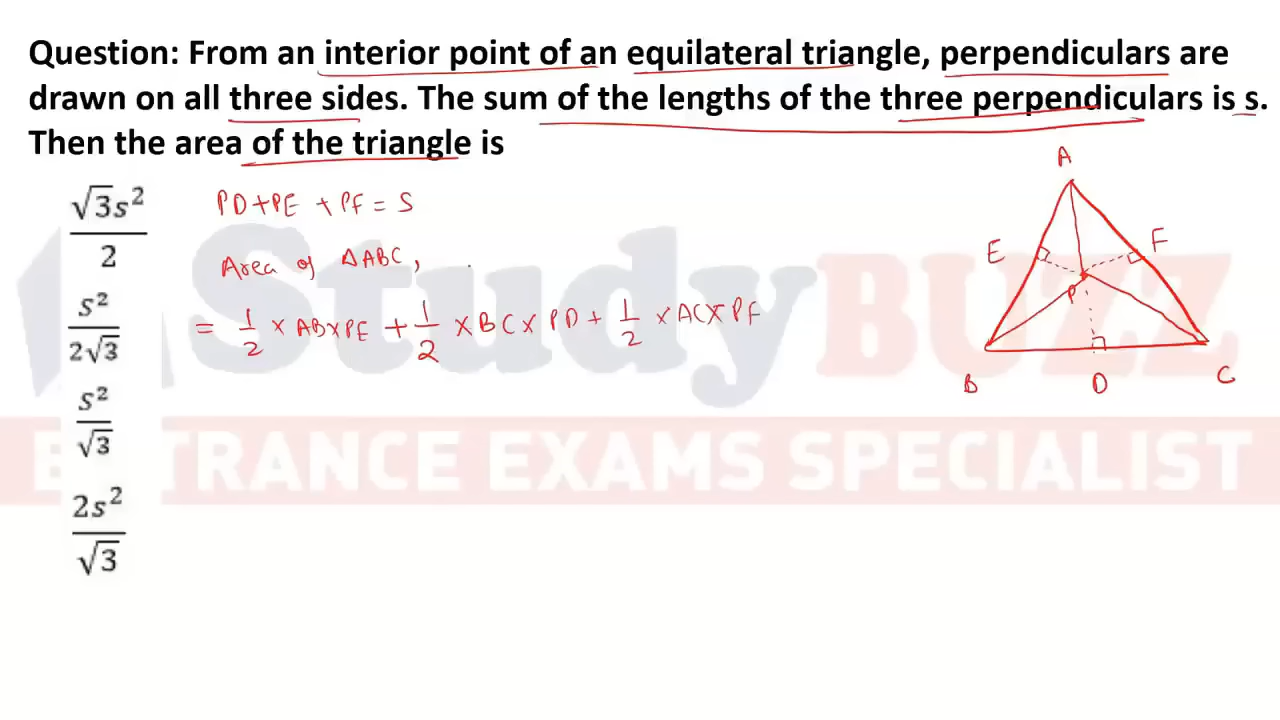 Question: From an interior point of an equilateral triangle, perpendiculars are
drawn on all three sides. The sum of the lengths of the three perpendiculars is s.
Then the area of the triangle is
√3s²/2
s²/2√3
s²/√3
2s²/√3
PD+PE+PF=S
Area of ΔABC,
= 1/2 × AB×PE + 1/2 × BC × PD + 1/2 × AC× PF
A
E
F
P
B
D
C
StudyBUZZ
ENTRANCE EXAMS SPECIALIST